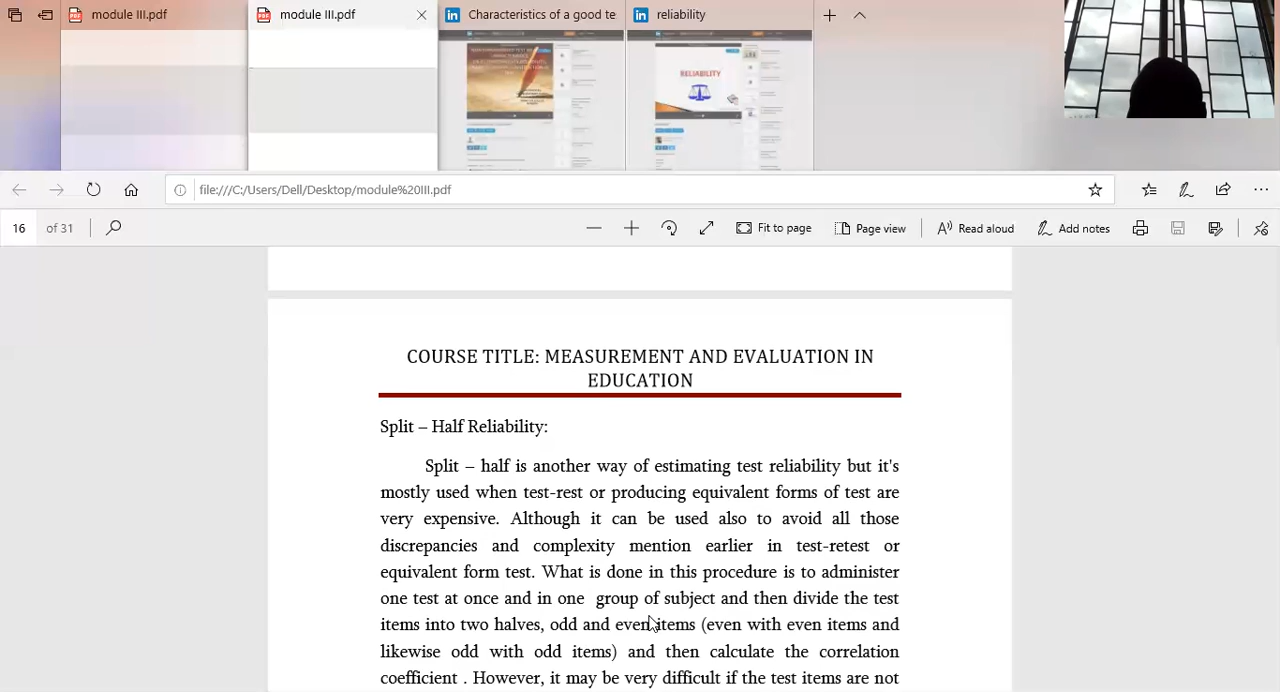 module III.pdf
module III.pdf
Characteristics of a good te
reliability
RELIABILITY
file:///C:/Users/Dell/Desktop/module%20III.pdf
16 of 31
Fit to page
Page view
Read aloud
Add notes
COURSE TITLE: MEASUREMENT AND EVALUATION IN
EDUCATION
Split – Half Reliability:
Split – half is another way of estimating test reliability but it's
mostly used when test-rest or producing equivalent forms of test are
very expensive. Although it can be used also to avoid all those
discrepancies and complexity mention earlier in test-retest or
equivalent form test. What is done in this procedure is to administer
one test at once and in one group of subject and then divide the test
items into two halves, odd and even items (even with even items and
likewise odd with odd items) and then calculate the correlation
coefficient . However, it may be very difficult if the test items are not